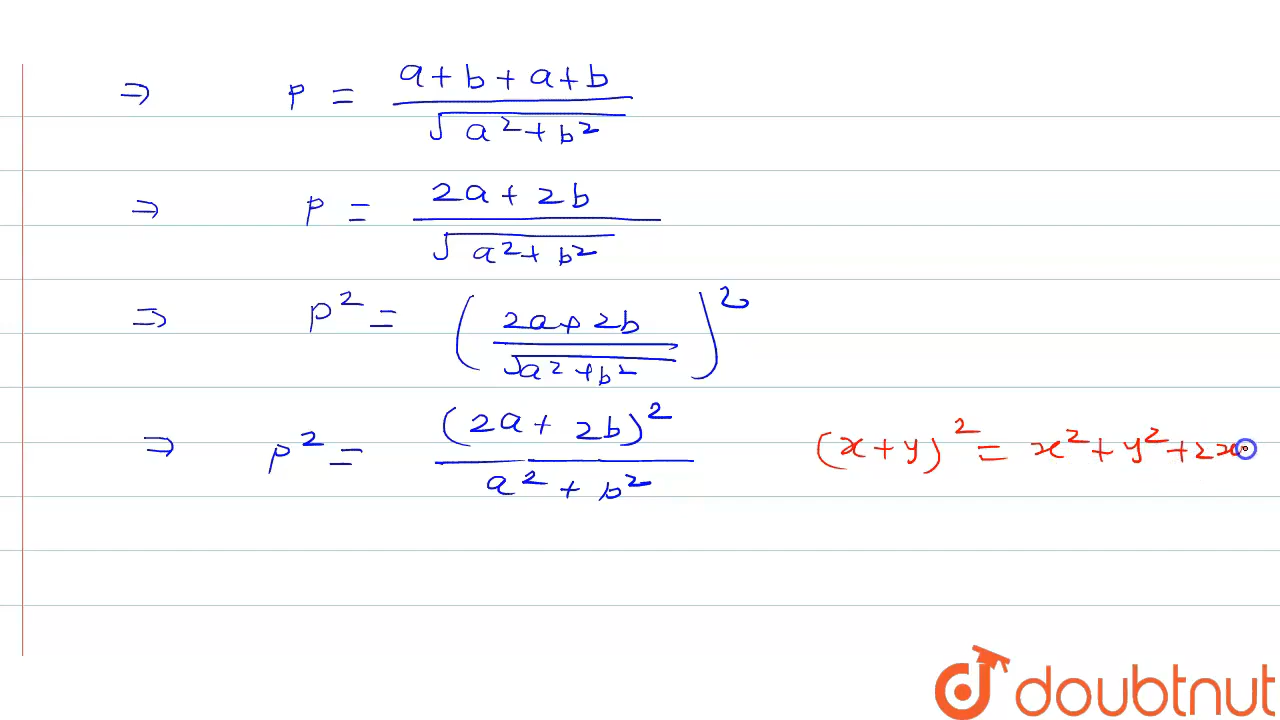 ⇒ P = (a + b + a + b) / √(a² + b²)
⇒ P = (2a + 2b) / √(a² + b²)
⇒ P² = ((2a + 2b) / √(a² + b²))²
⇒ P² = (2a + 2b)² / (a² + b²)
(x + y)² = x² + y² + 2x
doubtnut